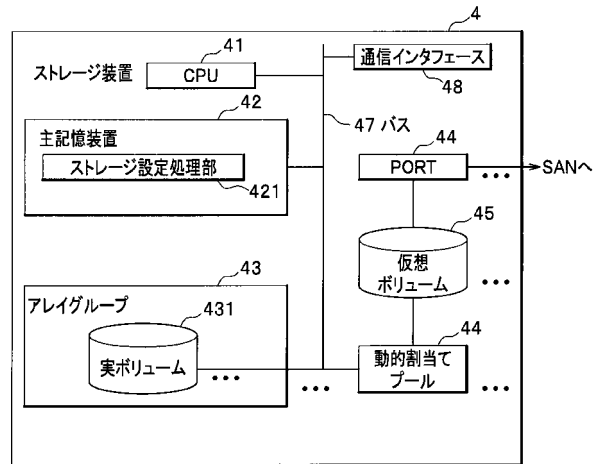 4
41
ストレージ装置
CPU
通信インタフェース
48
42
主記憶装置
ストレージ設定処理部
421
47 バス
44
PORT
•••
SANへ
45
仮想
ボリューム
•••
43
アレイグループ
431
実ボリューム
•••
•••
44
動的割当て
プール
•••